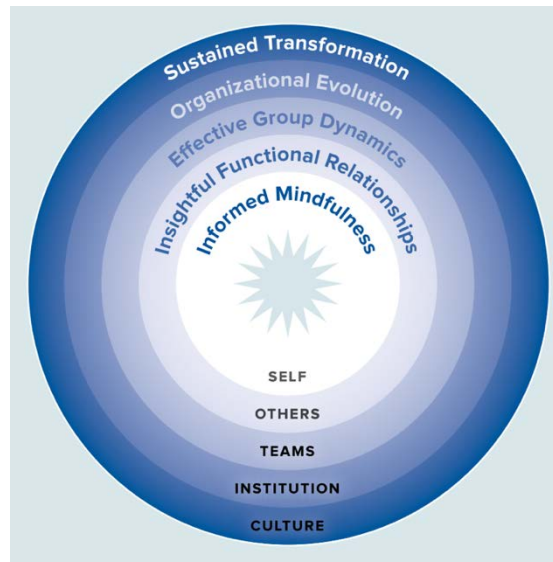 Sustained Transformation
Organizational Evolution
Effective Group Dynamics
Insightful Functional Relationships
Informed Mindfulness
SELF
OTHERS
TEAMS
INSTITUTION
CULTURE